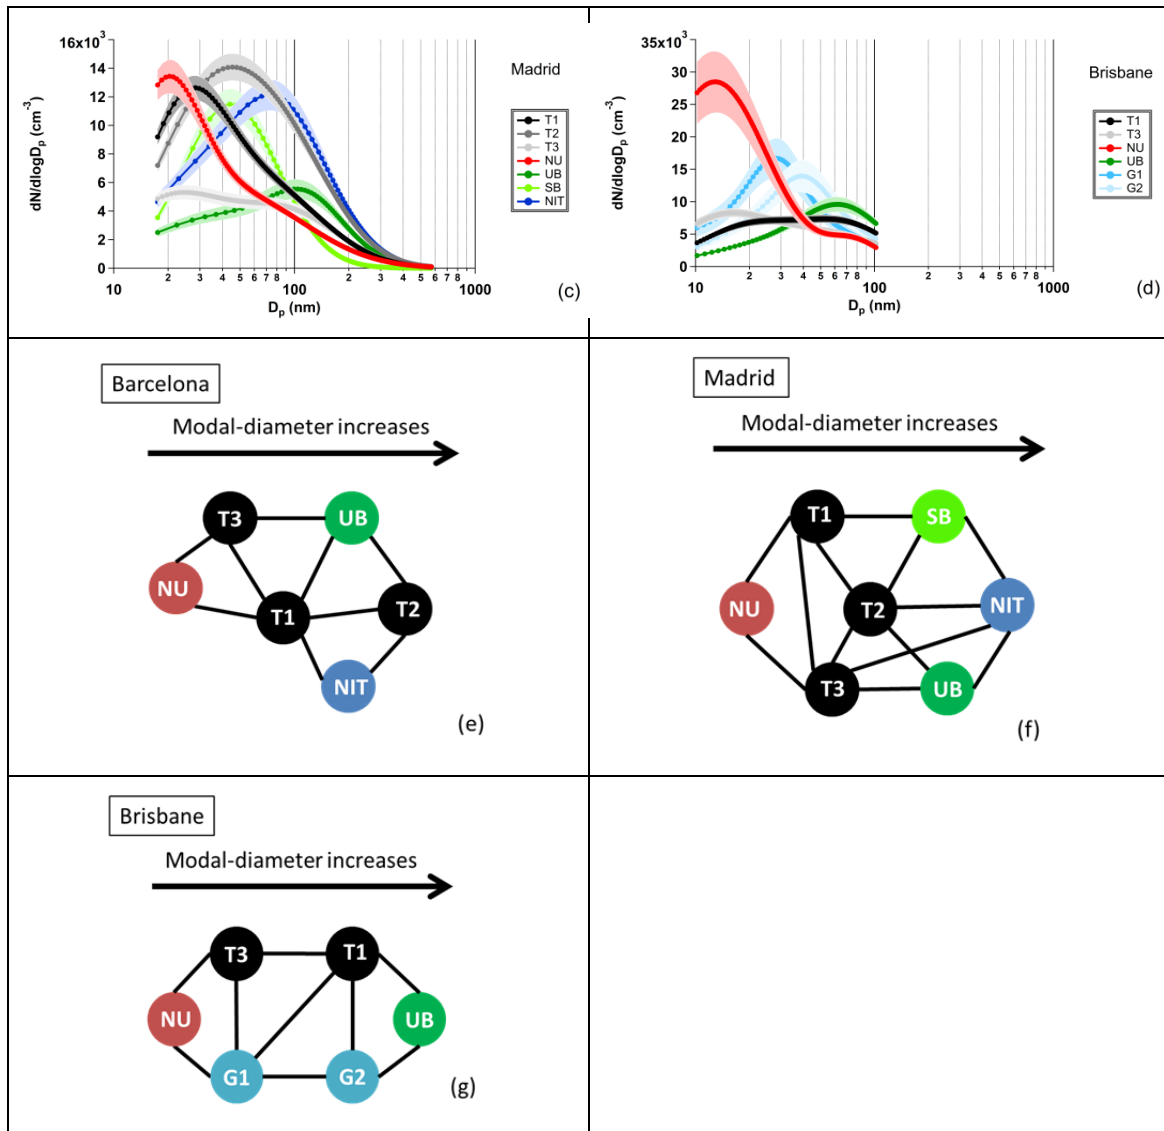 16x10³
14
12
10
8
6
4
2
0
dN/dlogDₚ (cm⁻³)
10
2
3
4
5
6
7
8
100
2
3
4
5
6
7
8
1000
Dₚ (nm)
Madrid
T1
T2
T3
NU
UB
SB
NIT
(c)
35x10³
30
25
20
15
10
5
0
dN/dlogDₚ (cm⁻³)
10
2
3
4
5
6
7
8
100
2
3
4
5
6
7
8
1000
Dₚ (nm)
Brisbane
T1
T3
NU
UB
G1
G2
(d)
Barcelona
Modal-diameter increases
T3
UB
NU
T1
T2
NIT
(e)
Madrid
Modal-diameter increases
T1
SB
NU
T2
NIT
T3
UB
(f)
Brisbane
Modal-diameter increases
T3
T1
NU
UB
G1
G2
(g)